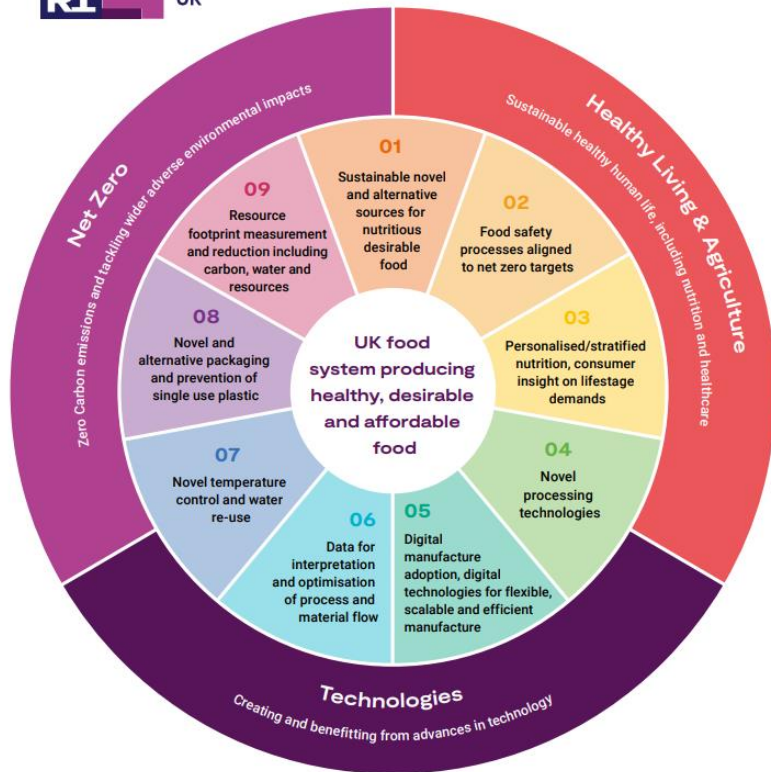 RI
UK
Net Zero
Zero Carbon emissions and tackling wider adverse environmental impacts
Healthy Living & Agriculture
Sustainable healthy human life, including nutrition and healthcare
01
Sustainable novel
and alternative
sources for
nutritious
desirable
food
02
Food safety
processes aligned
to net zero targets
03
Personalised/stratified
nutrition, consumer
insight on lifestage
demands
04
Novel
processing
technologies
05
Digital
manufacture
adoption, digital
technologies for flexible,
scalable and efficient
manufacture
06
Data for
interpretation
and optimisation
of process and
material flow
07
Novel temperature
control and water
re-use
08
Novel and
alternative packaging
and prevention of
single use plastic
09
Resource
footprint measurement
and reduction including
carbon, water and
resources
UK food
system producing
healthy, desirable
and affordable
food
Technologies
Creating and benefitting from advances in technology